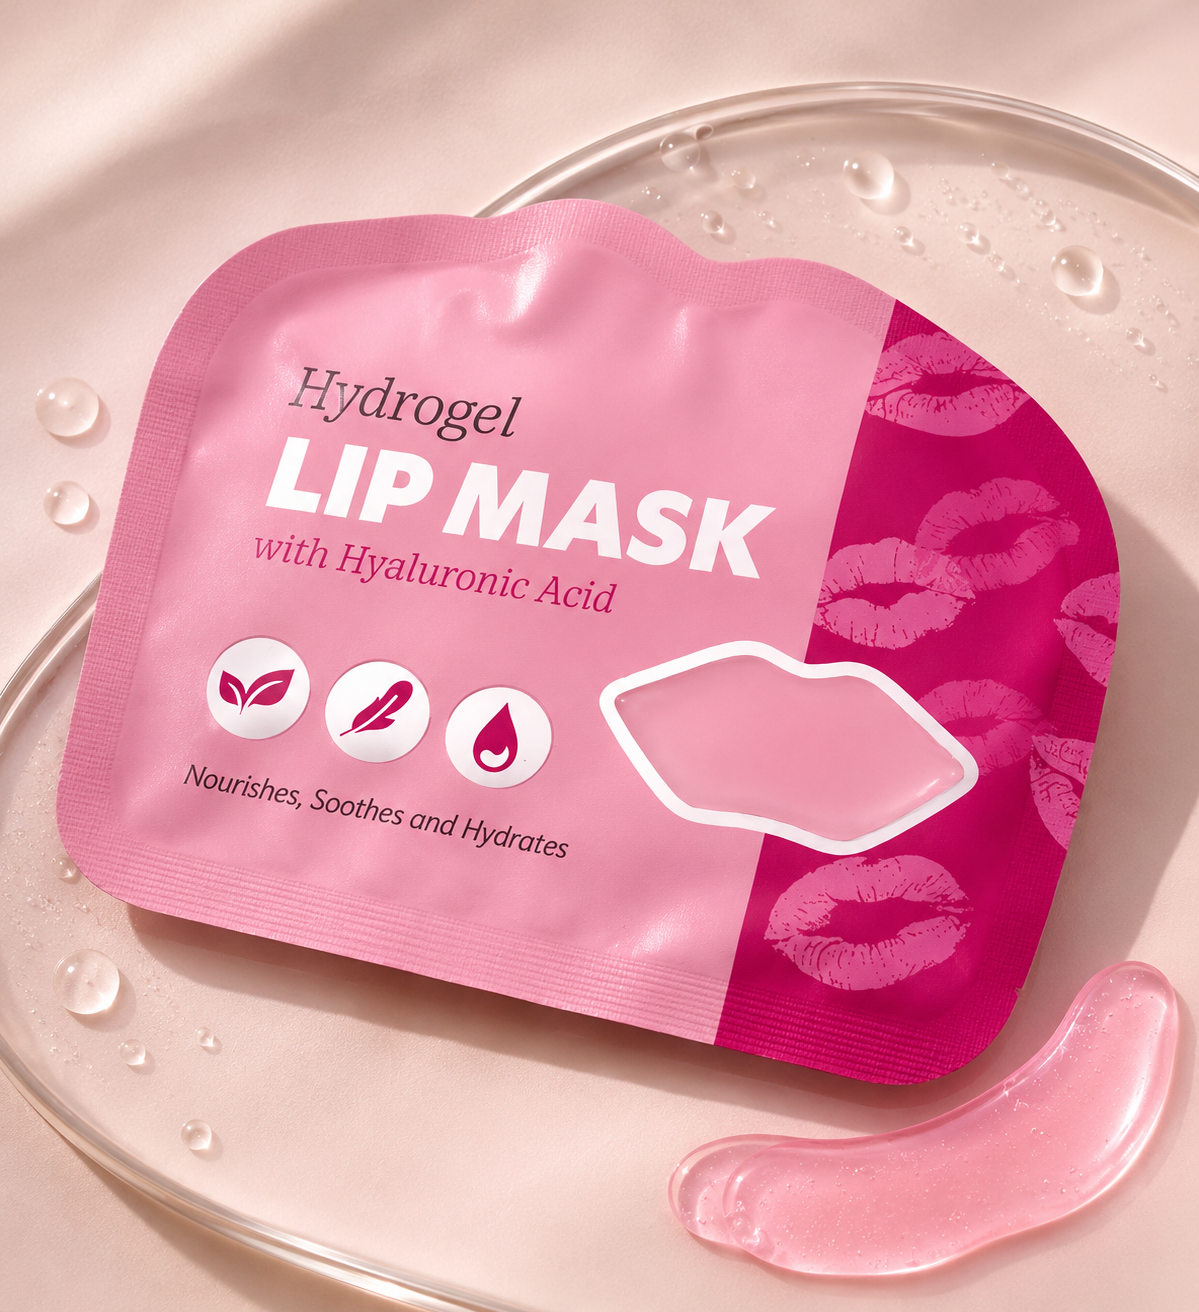 Hydrogel
LIP MASK
with Hyaluronic Acid
Nourishes, Soothes and Hydrates